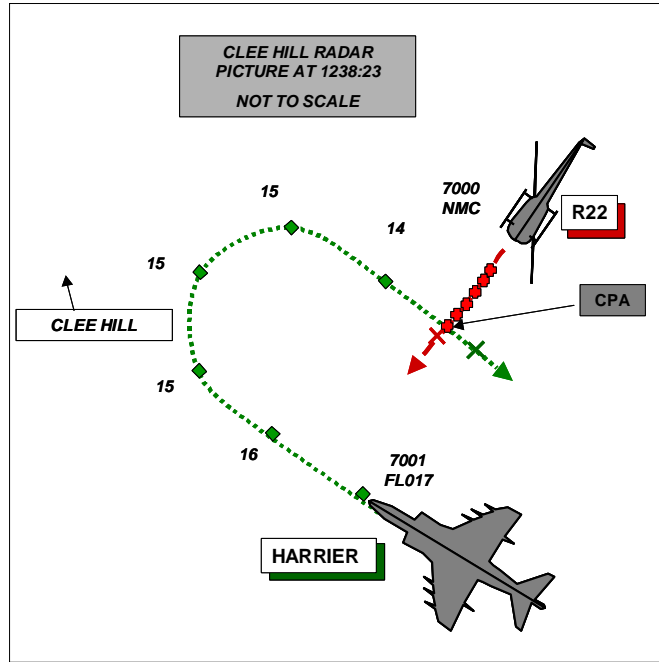 CLEE HILL RADAR
PICTURE AT 1238:23
NOT TO SCALE
7000
NMC
R22
15
14
15
CPA
CLEE HILL
15
16
7001
FL017
HARRIER